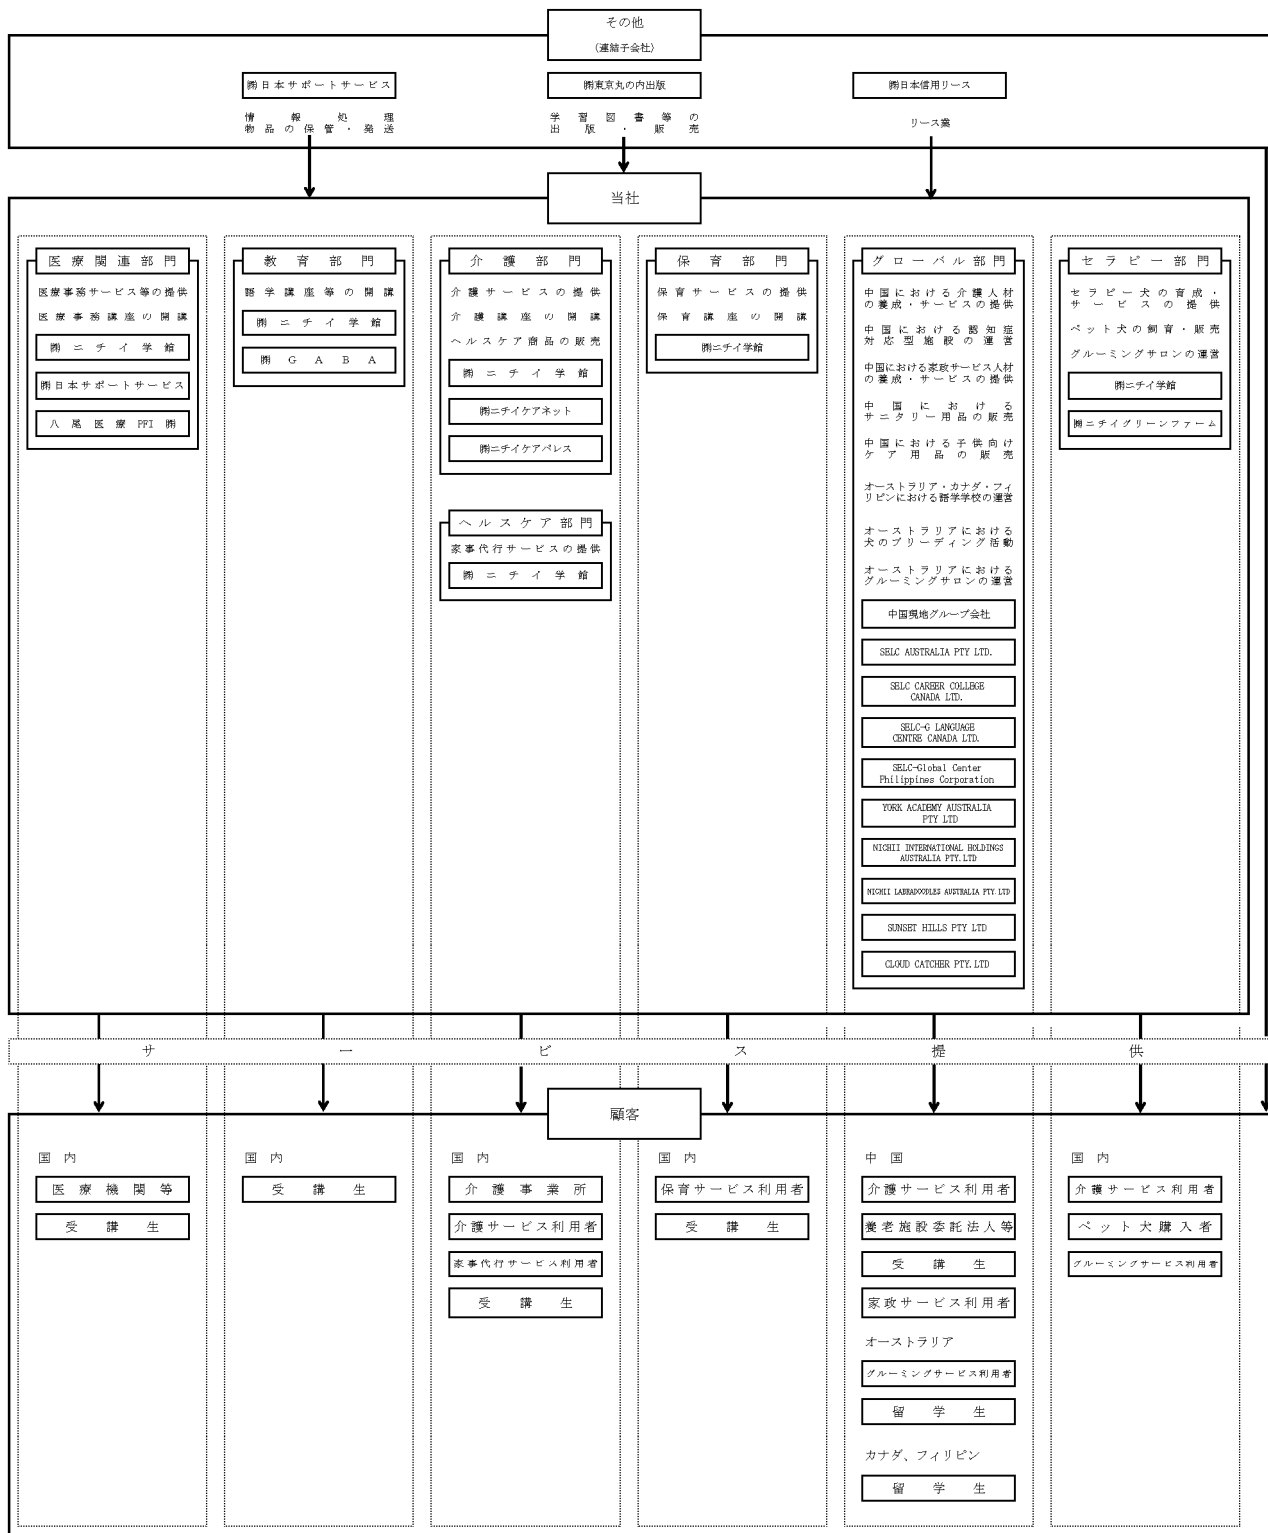 その他
(連結子会社)
㈱日本サポートサービス
情報処理
物品の保管・発送
㈱東京丸の内出版
学習図書等の
出版・販売
㈱日本信用リース
リース業
当社
医療関連部門
医療事務サービス等の提供
医療事務講座の開講
㈱ニチイ学館
㈱日本サポートサービス
八尾医療PFI㈱
教育部門
語学講座等の開講
㈱ニチイ学館
㈱GABA
介護部門
介護サービスの提供
介護講座の開講
ヘルスケア商品の販売
㈱ニチイ学館
㈱ニチイケアネット
㈱ニチイケアパレス
ヘルスケア部門
家事代行サービスの提供
㈱ニチイ学館
保育部門
保育サービスの提供
保育講座の開講
㈱ニチイ学館
グローバル部門
中国における介護人材
の養成・サービスの提供
中国における認知症
対応型施設の運営
中国における家政サービス人材
の養成・サービスの提供
中国における
サニタリー用品の販売
中国における子供向け
ケア用品の販売
オーストラリア・カナダ・フィ
リピンにおける語学学校の運営
オーストラリアにおける
犬のブリーディング活動
オーストラリアにおける
グルーミングサロンの運営
中国現地グループ会社
SELC AUSTRALIA PTY LTD.
SELC CAREER COLLEGE
CANADA LTD.
SELC-G LANGUAGE
CENTRE CANADA LTD.
SELC-Global Center
Philippines Corporation
YORK ACADEMY AUSTRALIA
PTY LTD
NICHII INTERNATIONAL HOLDINGS
AUSTRALIA PTY.LTD
NICHII LABRADOODLES AUSTRALIA PTY.LTD
SUNSET HILLS PTY LTD
CLOUD CATCHER PTY.LTD
セラピー部門
セラピー犬の育成・
サービスの提供
ペット犬の飼育・販売
グルーミングサロンの運営
㈱ニチイ学館
㈱ニチイグリーンファーム
サービス提供
顧客
国内
医療機関等
受講生
国内
受講生
国内
介護事業所
介護サービス利用者
家事代行サービス利用者
受講生
国内
保育サービス利用者
受講生
中国
介護サービス利用者
養老施設委託法人等
受講生
家政サービス利用者
オーストラリア
グルーミングサービス利用者
留学生
カナダ、フィリピン
留学生
国内
介護サービス利用者
ペット犬購入者
グルーミングサービス利用者